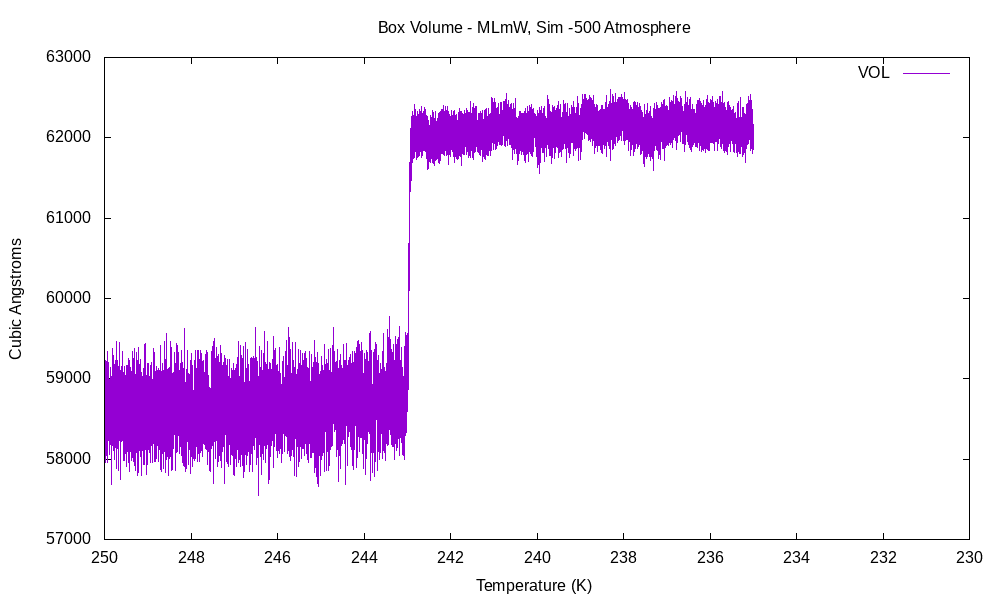 Box Volume - MLmW, Sim -500 Atmosphere
VOL
63000
62000
61000
60000
59000
58000
57000
Cubic Angstroms
250 248 246 244 242 240 238 236 234 232 230
Temperature (K)